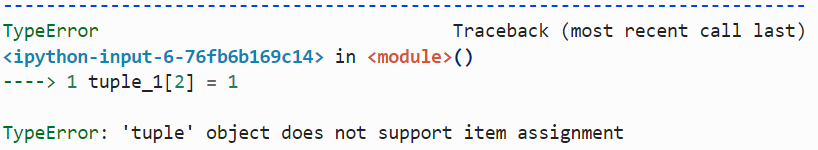 ---------------------------------------------------------------------------
TypeError                                 Traceback (most recent call last)
<ipython-input-6-76fb6b169c14> in <module>()
----> 1 tuple_1[2] = 1

TypeError: 'tuple' object does not support item assignment